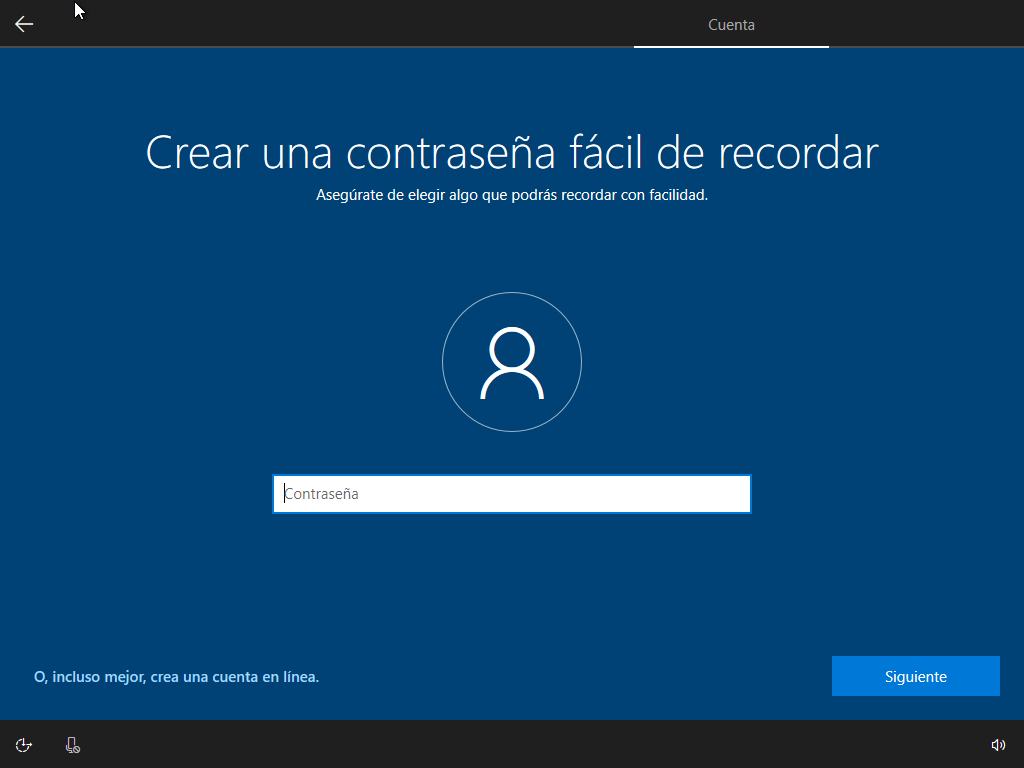 Cuenta
Crear una contraseña fácil de recordar
Asegúrate de elegir algo que podrás recordar con facilidad.
Contraseña
O, incluso mejor, crea una cuenta en línea.
Siguiente